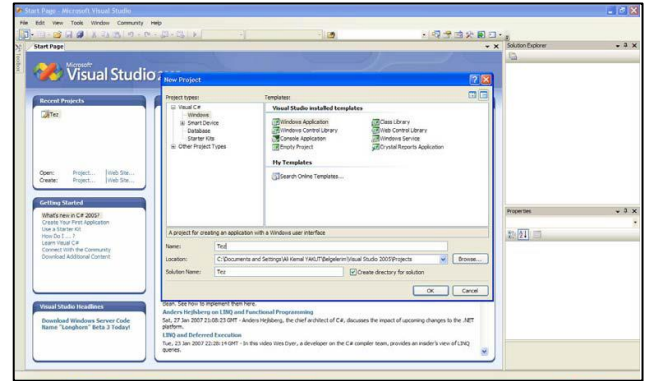 Start Page - Microsoft Visual Studio
File Edit View Tools Window Community Help
Start Page
Toolbox
Solution Explorer
Microsoft
Visual Studio
Recent Projects
Tez
Open: Project... | Web Site...
Create: Project... | Web Site...
Getting Started
What's new in C# 2005?
Create Your First Application
Use a Starter Kit
How Do I ... ?
Learn Visual C#
Connect With the Community
Download Additional Content
Visual Studio Headlines
Download Windows Server Code
Name "Longhorn" Beta 3 Today!
New Project
Project types:
Templates:
Visual C#
Windows
Smart Device
Database
Starter Kits
Other Project Types
Visual Studio installed templates
Windows Application
Class Library
Windows Control Library
Web Control Library
Console Application
Windows Service
Empty Project
Crystal Reports Application
My Templates
Search Online Templates...
A project for creating an application with a Windows user interface
Name: Tez
Location: C:\Documents and Settings\Ali Kemal YAKUT\Belgelerim\Visual Studio 2005\Projects
Browse...
Solution Name: Tez
Create directory for solution
OK Cancel
See how to implement them here.
Anders Hejlsberg on LINQ and Functional Programming
Sat, 27 Jan 2007 21:08:23 GMT - Anders Hejlsberg, the chief architect of C#, discusses the impact of upcoming changes to the .NET
platform.
LINQ and Deferred Execution
Tue, 23 Jan 2007 22:28:14 GMT - In this video Wes Dyer, a developer on the C# compiler team, provides an insider's view of LINQ
queries.
Properties